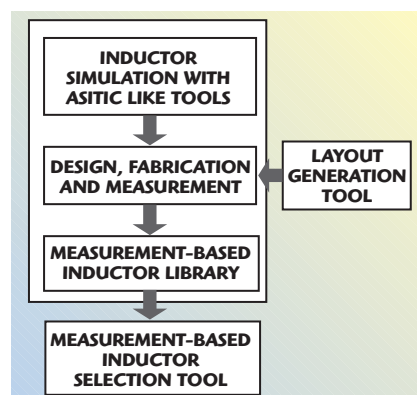 INDUCTOR
SIMULATION WITH
ASITIC LIKE TOOLS
DESIGN, FABRICATION
AND MEASUREMENT
LAYOUT
GENERATION
TOOL
MEASUREMENT-BASED
INDUCTOR LIBRARY
MEASUREMENT-BASED
INDUCTOR
SELECTION TOOL